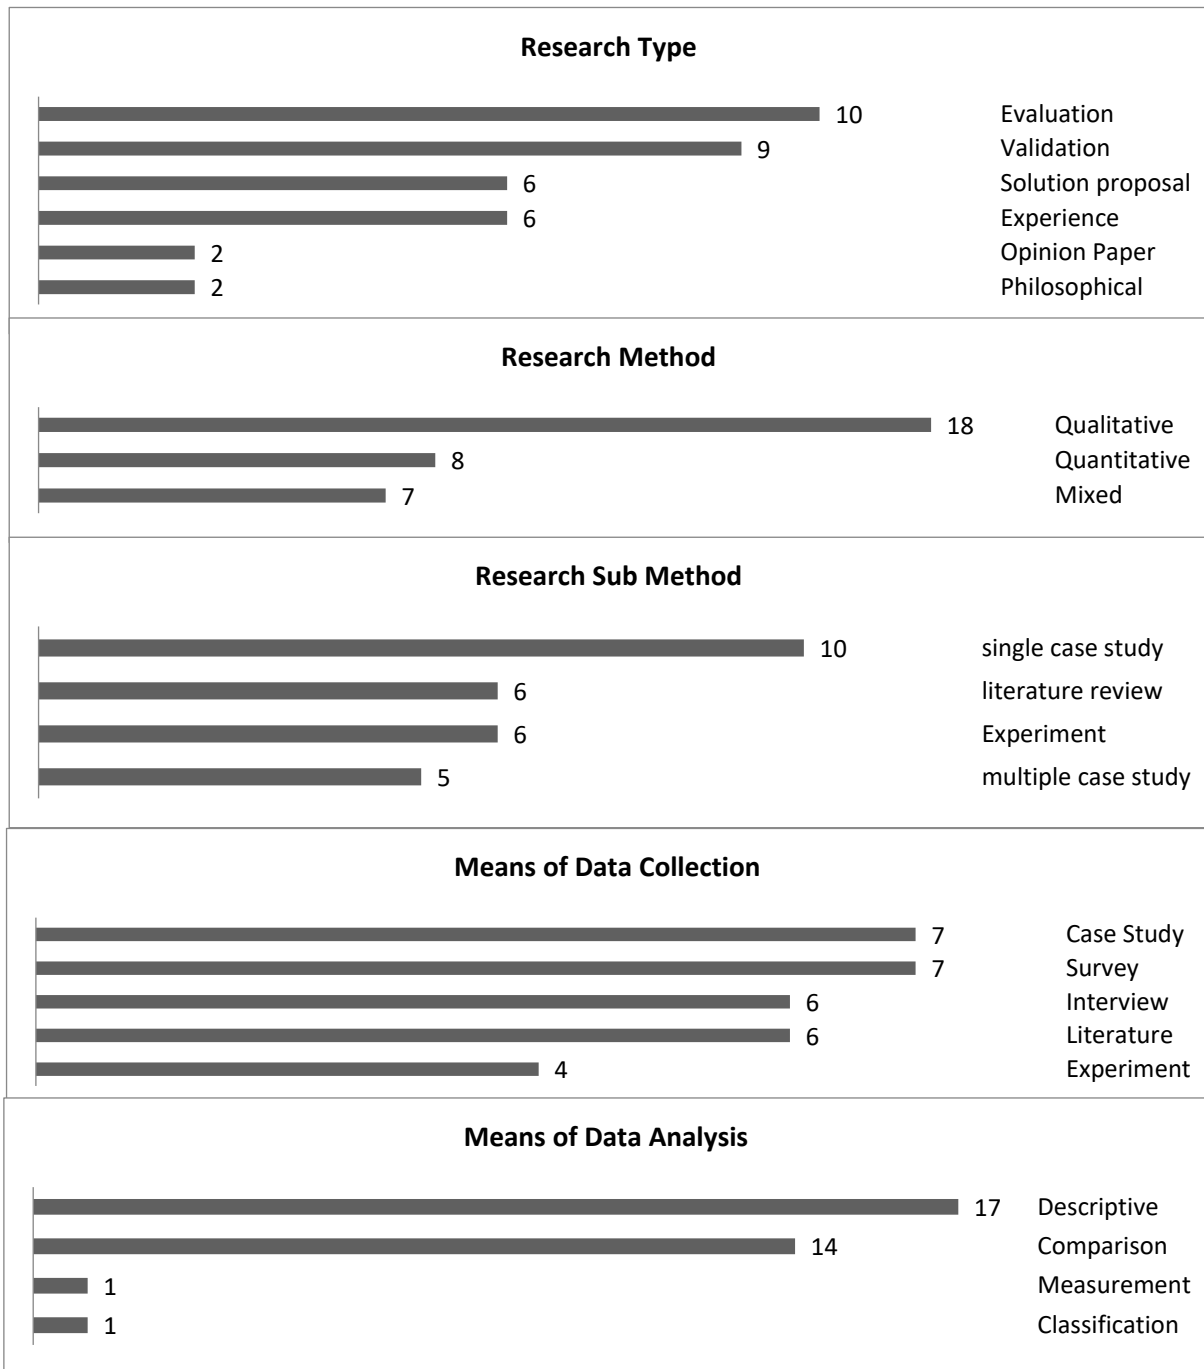 Research Type
10 Evaluation
9 Validation
6 Solution proposal
6 Experience
2 Opinion Paper
2 Philosophical
Research Method
18 Qualitative
8 Quantitative
7 Mixed
Research Sub Method
10 single case study
6 literature review
6 Experiment
5 multiple case study
Means of Data Collection
7 Case Study
7 Survey
6 Interview
6 Literature
4 Experiment
Means of Data Analysis
17 Descriptive
14 Comparison
1 Measurement
1 Classification